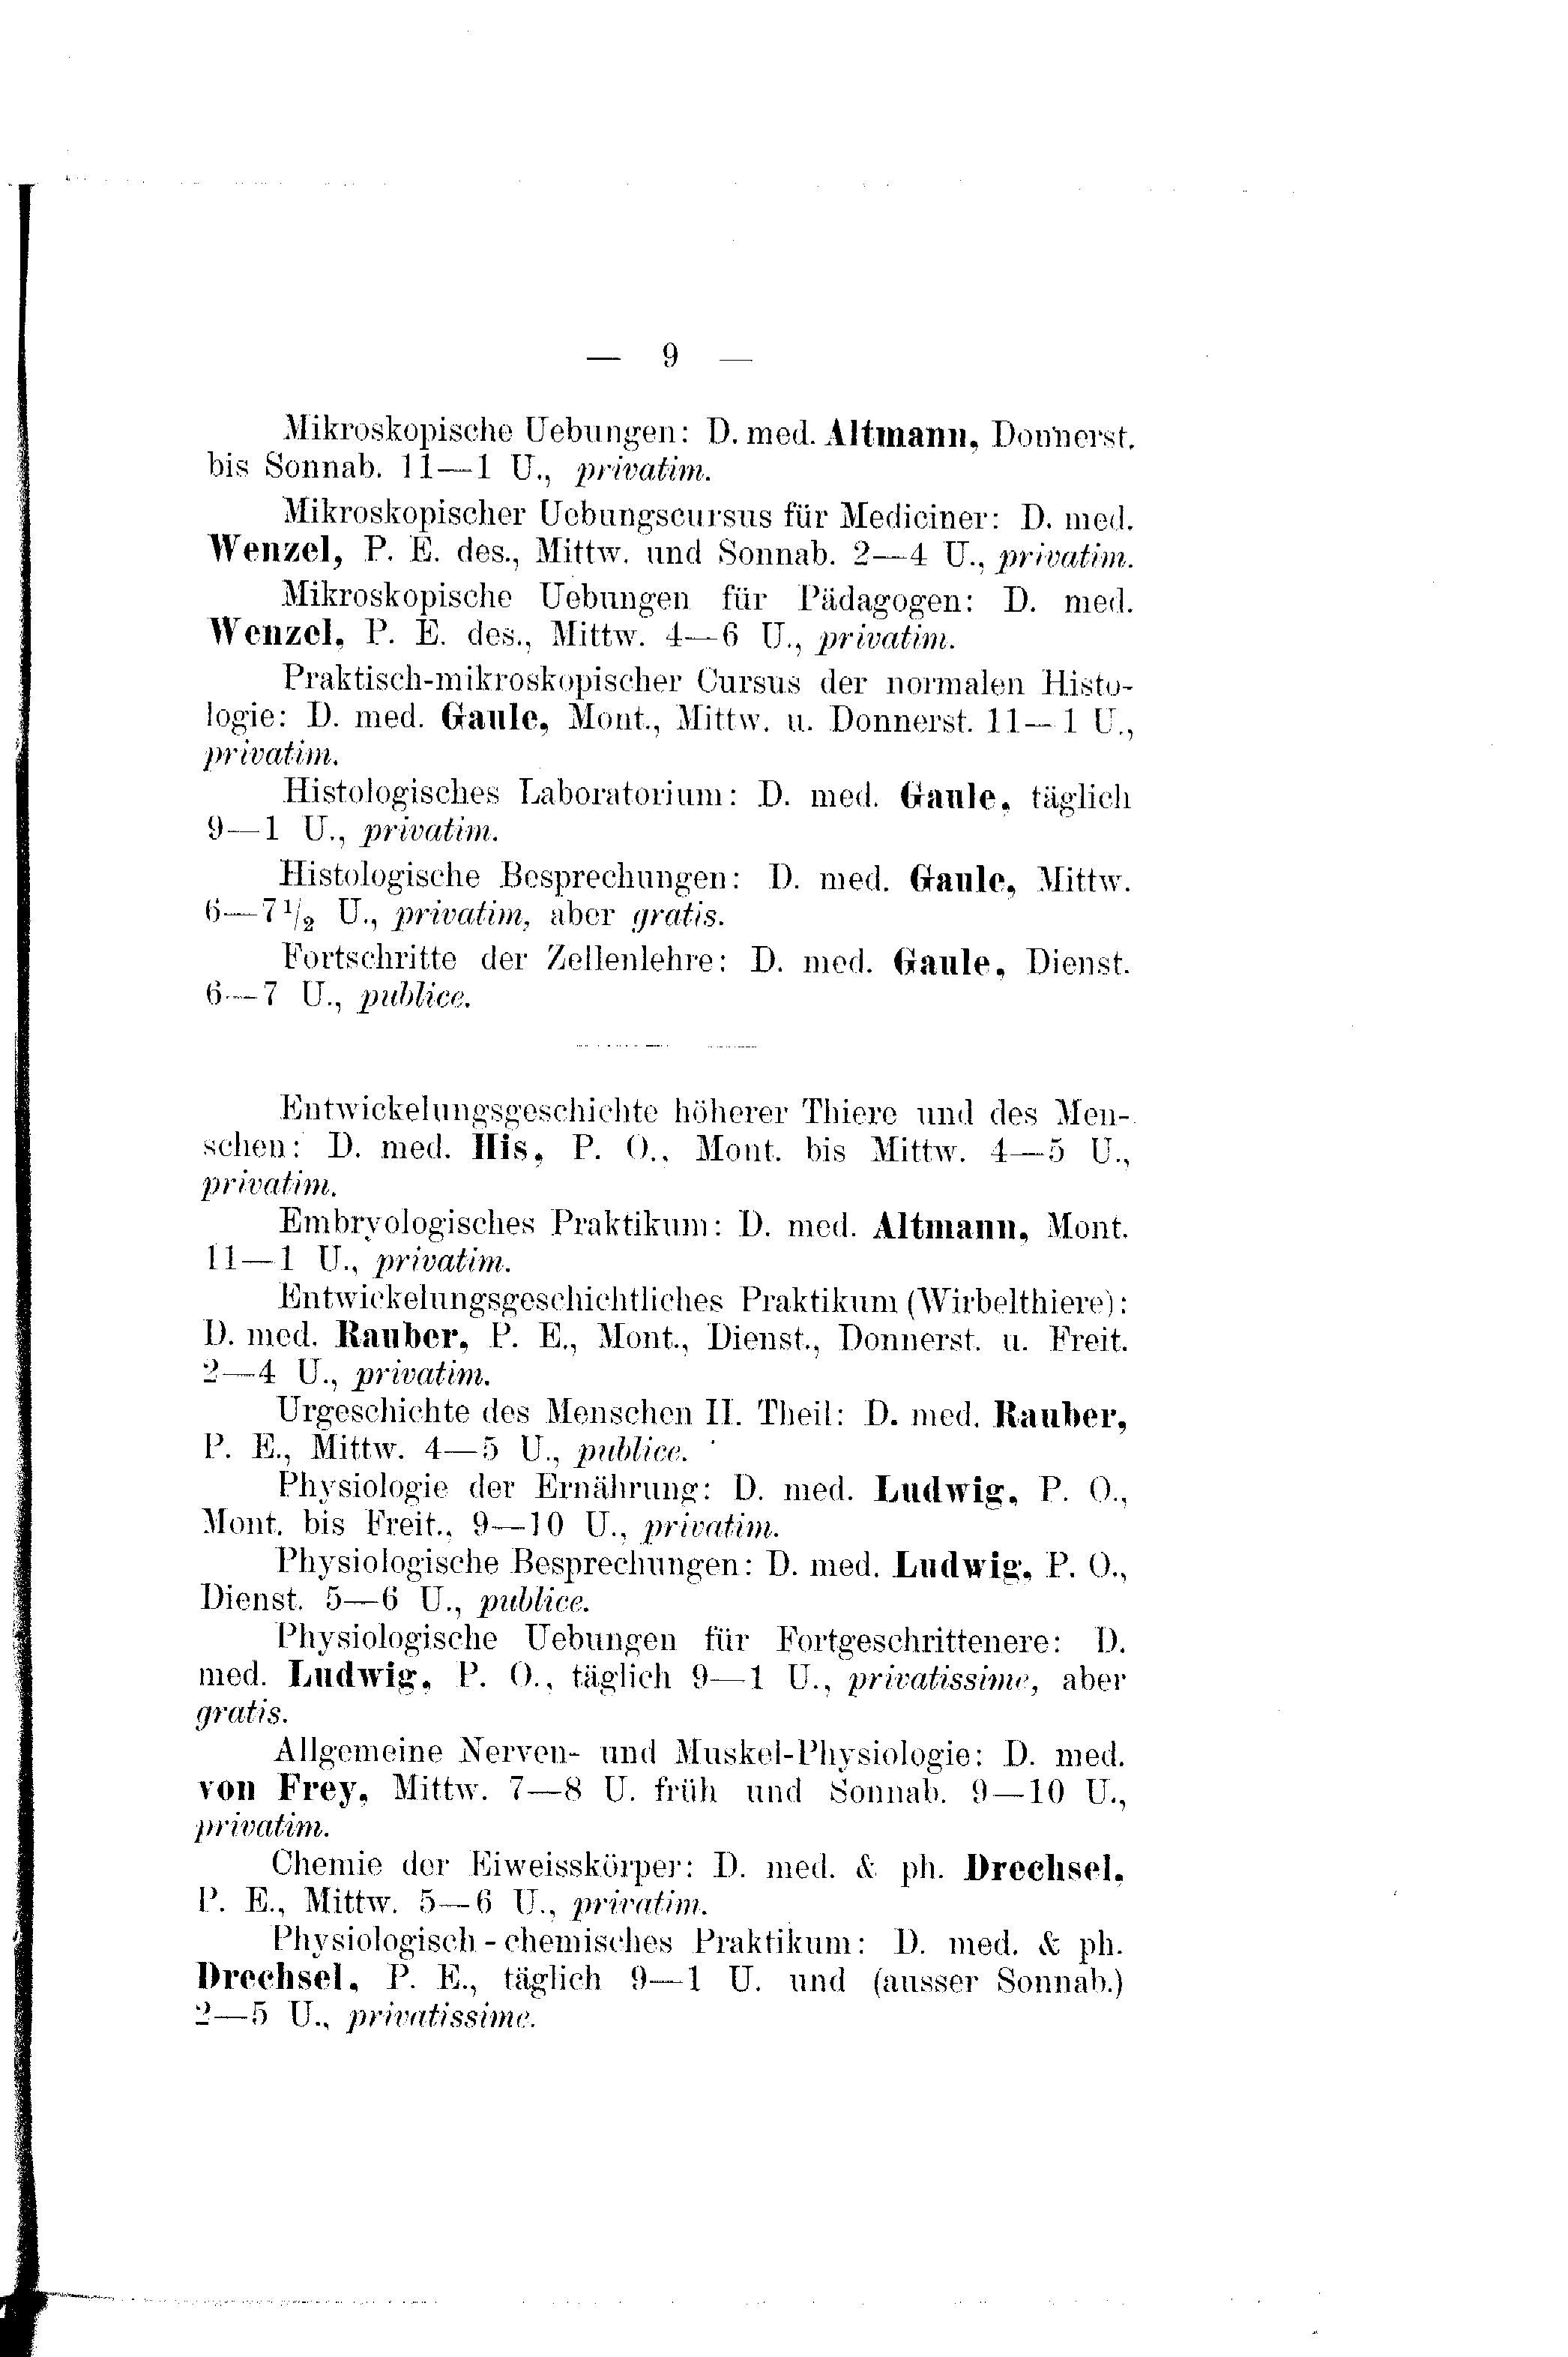 — 9 —
Mikroskopische Uebungen: D. med. Altmann, Donnerst.
bis Sonnab. 11—1 U., privatim.
Mikroskopischer Uebungscursus für Mediciner: D. med.
Wenzel, P. E. des., Mittw. und Sonnab. 2—4 U., privatim.
Mikroskopische Uebungen für Pädagogen: D. med.
Wenzel, P. E. des., Mittw. 4—6 U., privatim.
Praktisch-mikroskopischer Cursus der normalen Histo-
logie: D. med. Gaule, Mont., Mittw. u. Donnerst. 11—1 U.,
privatim.
Histologisches Laboratorium: D. med. Gaule, täglich
9—1 U., privatim.
Histologische Besprechungen: D. med. Gaule, Mittw.
6—7 1/2 U., privatim, aber gratis.
Fortschritte der Zellenlehre: D. med. Gaule, Dienst.
6—7 U., publice.
Entwickelungsgeschichte höherer Thiere und des Men-
schen: D. med. His, P. O., Mont. bis Mittw. 4—5 U.,
privatim.
Embryologisches Praktikum: D. med. Altmann, Mont.
11—1 U., privatim.
Entwickelungsgeschichtliches Praktikum (Wirbelthiere):
D. med. Rauber, P. E., Mont., Dienst., Donnerst. u. Freit.
2—4 U., privatim.
Urgeschichte des Menschen II. Theil: D. med. Rauber,
P. E., Mittw. 4—5 U., publice.
Physiologie der Ernährung: D. med. Ludwig, P. O.,
Mont. bis Freit., 9—10 U., privatim.
Physiologische Besprechungen: D. med. Ludwig, P. O.,
Dienst. 5—6 U., publice.
Physiologische Uebungen für Fortgeschrittenere: D.
med. Ludwig, P. O., täglich 9—1 U., privatissime, aber
gratis.
Allgemeine Nerven- und Muskel-Physiologie: D. med.
von Frey, Mittw. 7—8 U. früh und Sonnab. 9—10 U.,
privatim.
Chemie der Eiweisskörper: D. med. & ph. Drechsel,
P. E., Mittw. 5—6 U., privatim.
Physiologisch-chemisches Praktikum: D. med. & ph.
Drechsel, P. E., täglich 9—1 U. und (ausser Sonnab.)
2—5 U., privatissime.